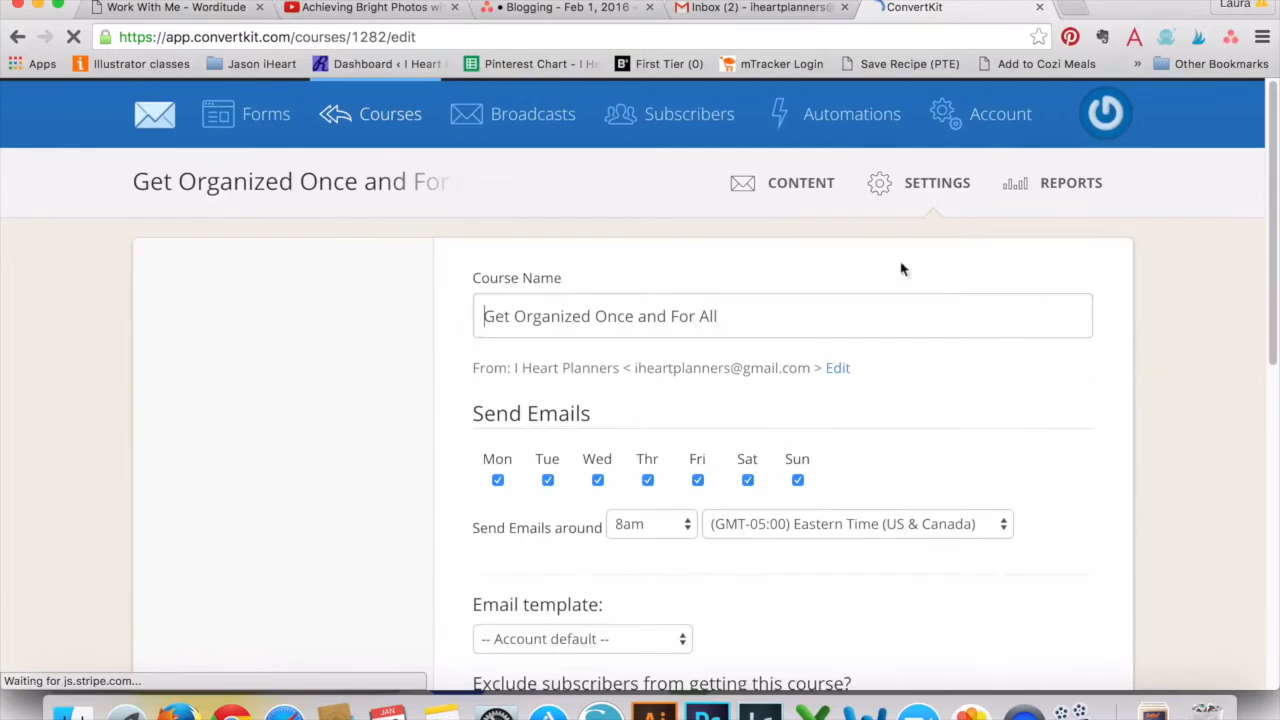 Work With Me - Worditude
Achieving Bright Photos with
• Blogging - Feb 1, 2016 -
Inbox (2) - iheartplanners@
ConvertKit
Laura
https://app.convertkit.com/courses/1282/edit
Apps
Illustrator classes
Jason iHeart
Dashboard ‹ I Heart
Pinterest Chart - I He
First Tier (0)
mTracker Login
Save Recipe (PTE)
Add to Cozi Meals
»
Other Bookmarks
Forms
Courses
Broadcasts
Subscribers
Automations
Account
Get Organized Once and For
CONTENT
SETTINGS
REPORTS
Course Name
Get Organized Once and For All
From: I Heart Planners < iheartplanners@gmail.com > Edit
Send Emails
Mon Tue Wed Thr Fri Sat Sun
Send Emails around 8am (GMT-05:00) Eastern Time (US & Canada)
Email template:
-- Account default --
Exclude subscribers from getting this course?
Waiting for js.stripe.com...
JAN
Ai
Ps